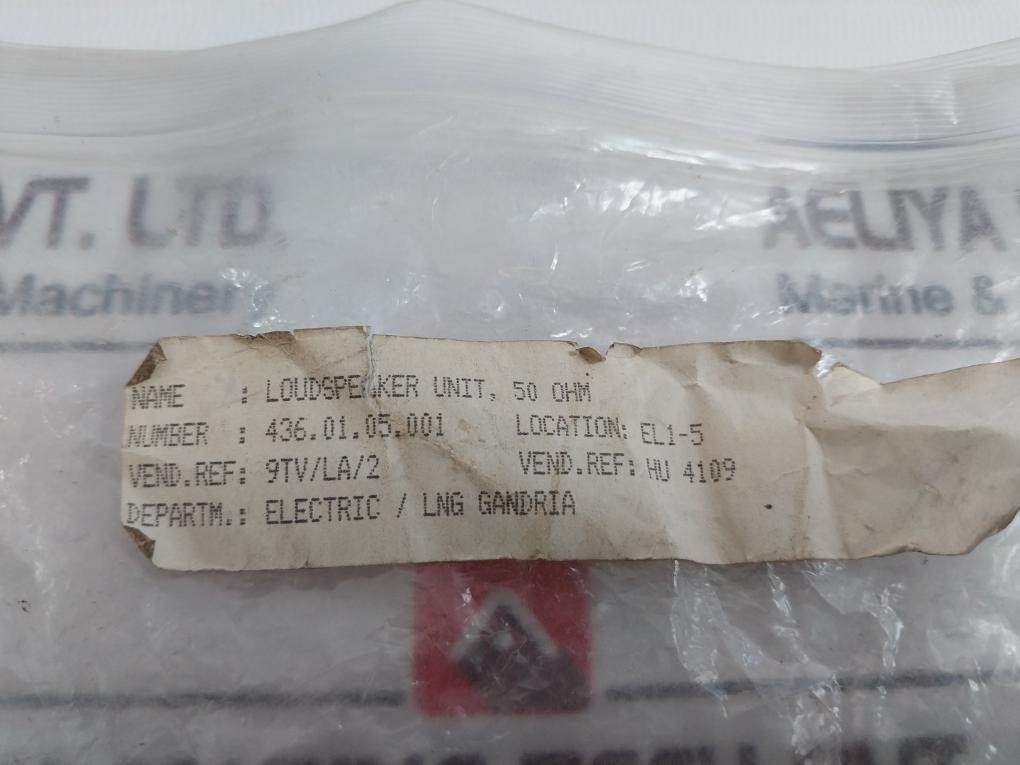 VT. LTD. AELIYA
Machinery Marine &
NAME : LOUDSPEAKER UNIT, 50 OHM
NUMBER : 436.01.05.001 LOCATION: EL1-5
VEND.REF: 9TV/LA/2 VEND.REF: HU 4109
DEPARTM.: ELECTRIC / LNG GANDRIA